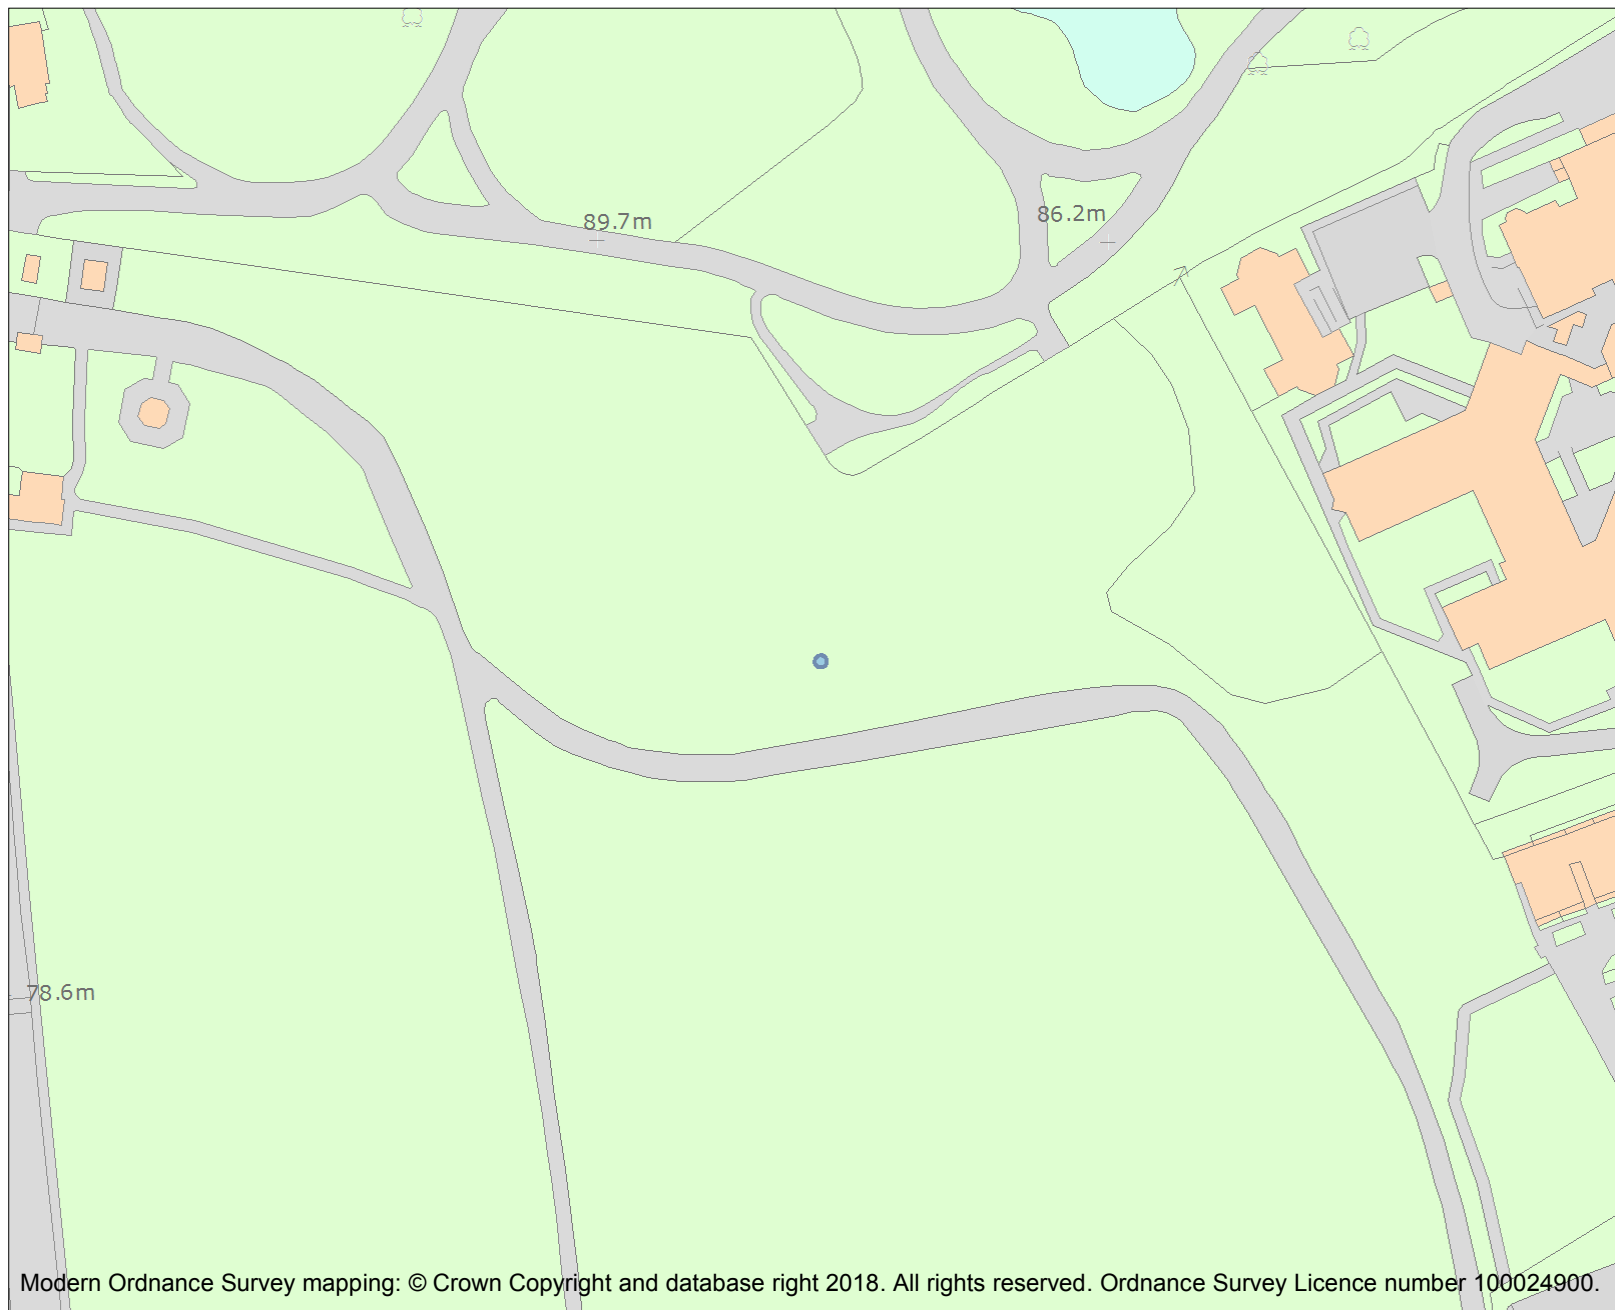 86.2m
89.7m
78.6m
Modern Ordnance Survey mapping: © Crown Copyright and database right 2018. All rights reserved. Ordnance Survey Licence number 100024900.